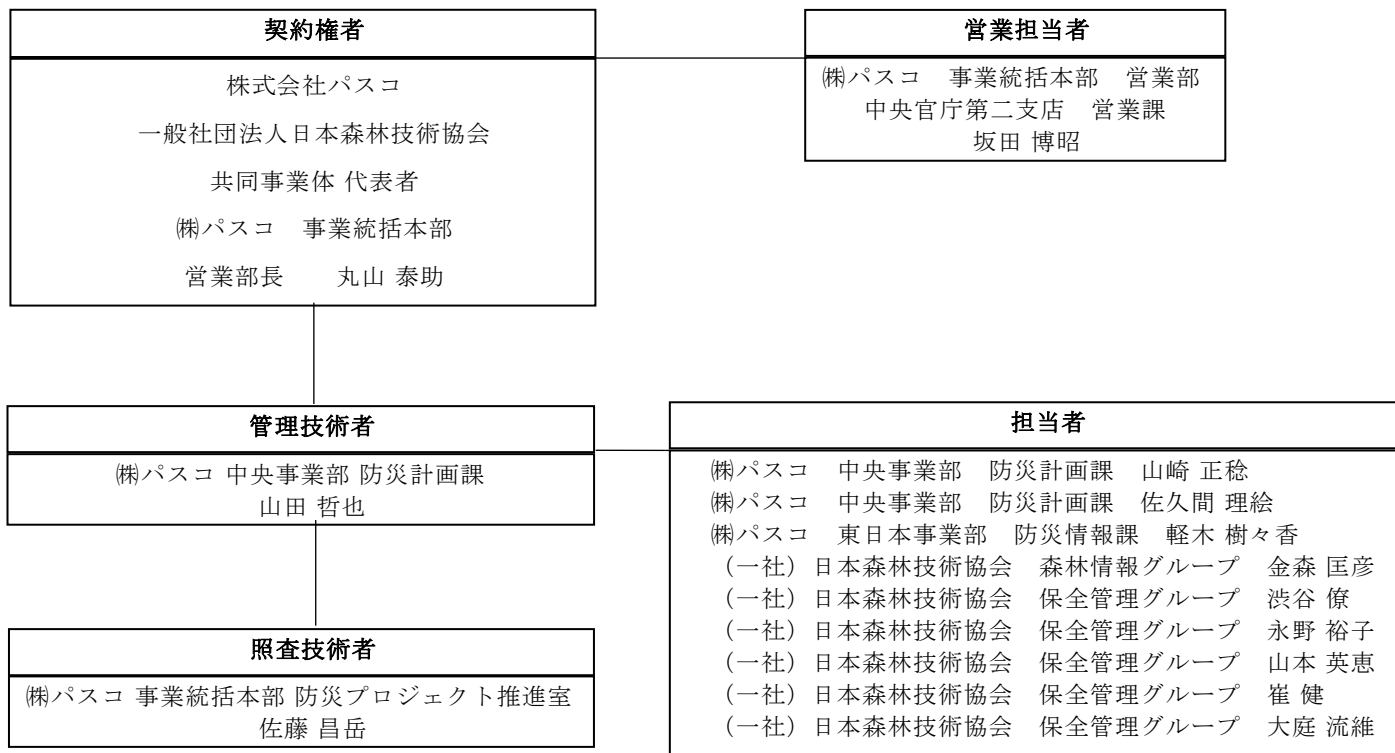 契約権者
株式会社パスコ
一般社団法人日本森林技術協会
共同事業体 代表者
㈱パスコ　事業統括本部
営業部長　　丸山 泰助
営業担当者
㈱パスコ　事業統括本部　営業部
中央官庁第二支店　営業課
坂田 博昭
管理技術者
㈱パスコ 中央事業部 防災計画課
山田 哲也
担当者
㈱パスコ　中央事業部　防災計画課　山崎 正稔
㈱パスコ　中央事業部　防災計画課　佐久間 理絵
㈱パスコ　東日本事業部　防災情報課　軽木 樹々香
（一社）日本森林技術協会　森林情報グループ　金森 匡彦
（一社）日本森林技術協会　保全管理グループ　渋谷 僚
（一社）日本森林技術協会　保全管理グループ　永野 裕子
（一社）日本森林技術協会　保全管理グループ　山本 英恵
（一社）日本森林技術協会　保全管理グループ　崔 健
（一社）日本森林技術協会　保全管理グループ　大庭 流維
照査技術者
㈱パスコ 事業統括本部 防災プロジェクト推進室
佐藤 昌岳